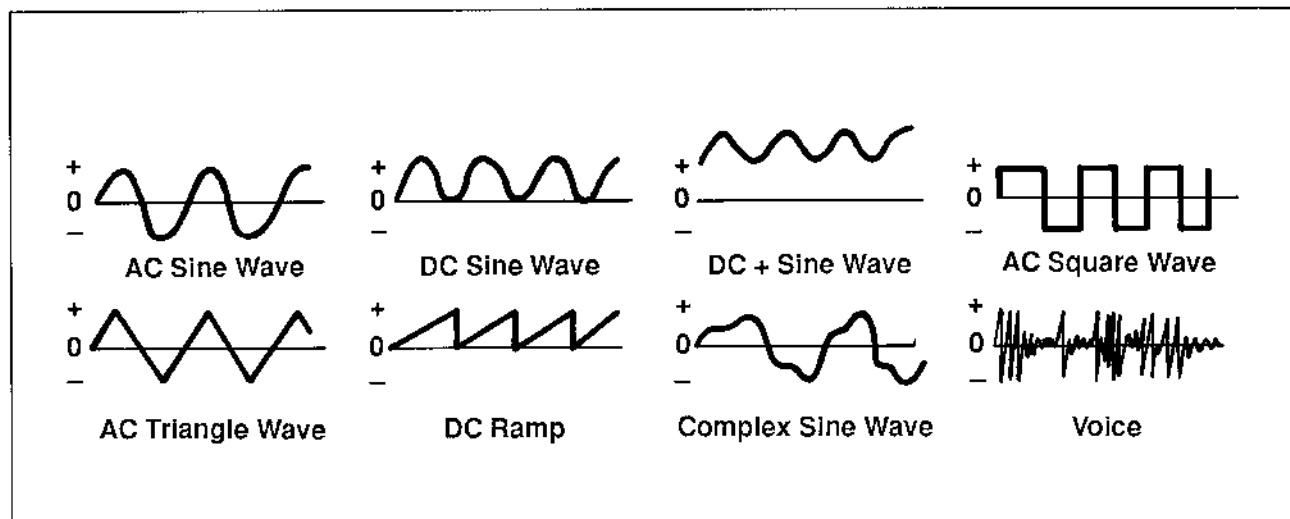 + 0 −
AC Sine Wave
+ 0 −
DC Sine Wave
+ 0 −
DC + Sine Wave
+ 0 −
AC Square Wave
+ 0 −
AC Triangle Wave
+ 0 −
DC Ramp
+ 0 −
Complex Sine Wave
+ 0 −
Voice